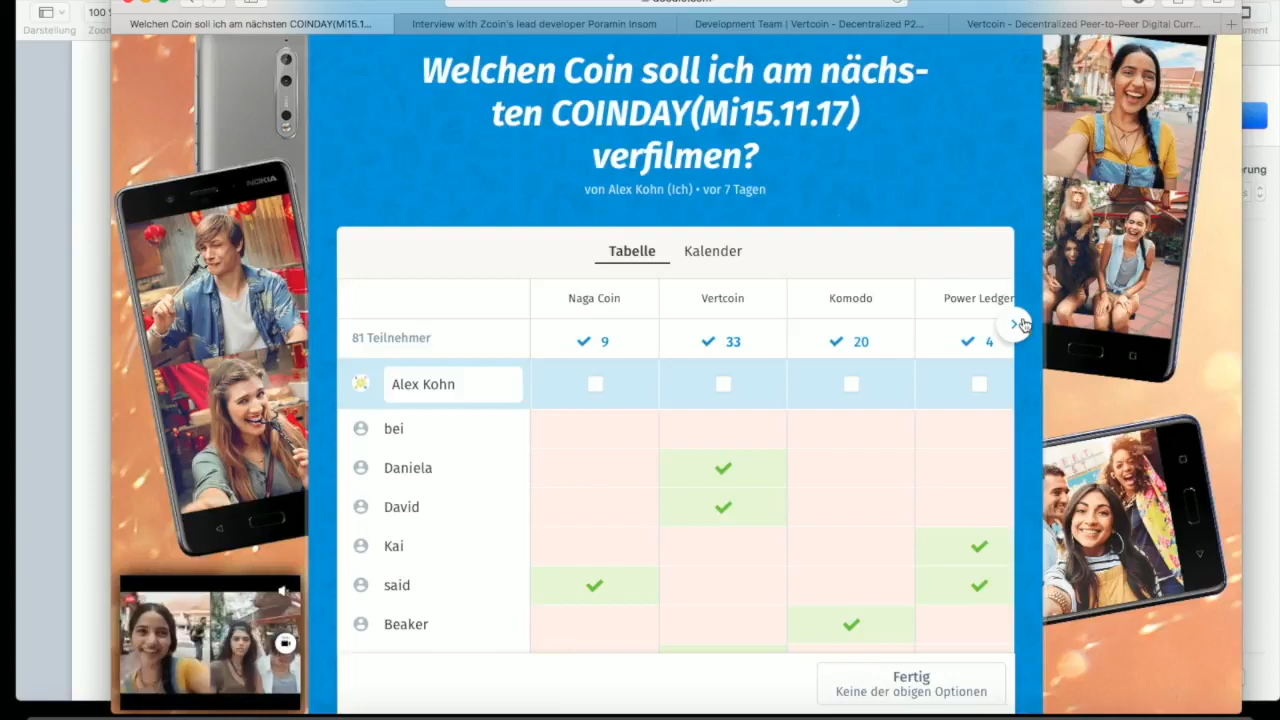 Darstellung
100
Zoom
Welchen Coin soll ich am nächsten COINDAY(Mi15.1...
Interview with Zcoin's lead developer Poramin Insom
Development Team | Vertcoin - Decentralized P2...
Vertcoin - Decentralized Peer-to-Peer Digital Curr...
Welchen Coin soll ich am nächs-
ten COINDAY(Mi15.11.17)
verfilmen?
von Alex Kohn (Ich) • vor 7 Tagen
NOKIA
Tabelle
Kalender
Naga Coin
Vertcoin
Komodo
Power Ledger
81 Teilnehmer
9
33
20
4
Alex Kohn
bei
Daniela
David
Kai
said
Beaker
Fertig
Keine der obigen Optionen